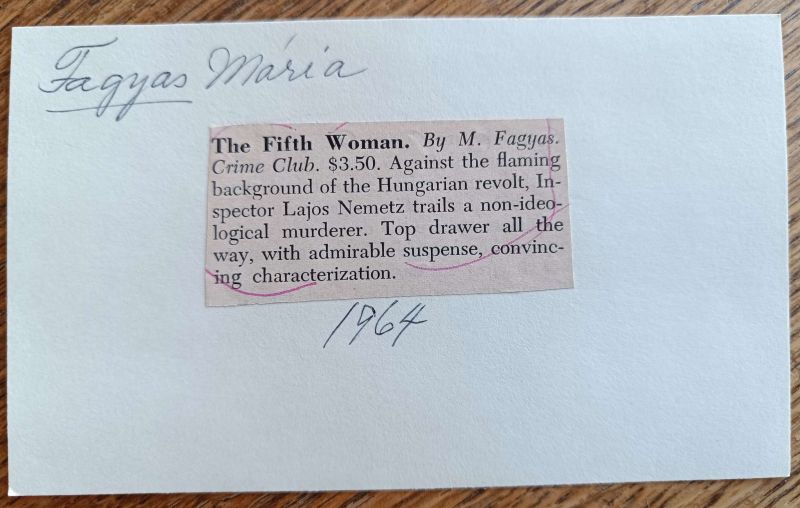 Fagyas Mária
The Fifth Woman. By M. Fagyas.
Crime Club. $3.50. Against the flaming
background of the Hungarian revolt, In-
spector Lajos Nemetz trails a non-ideo-
logical murderer. Top drawer all the
way, with admirable suspense, convinc-
ing characterization.
1964